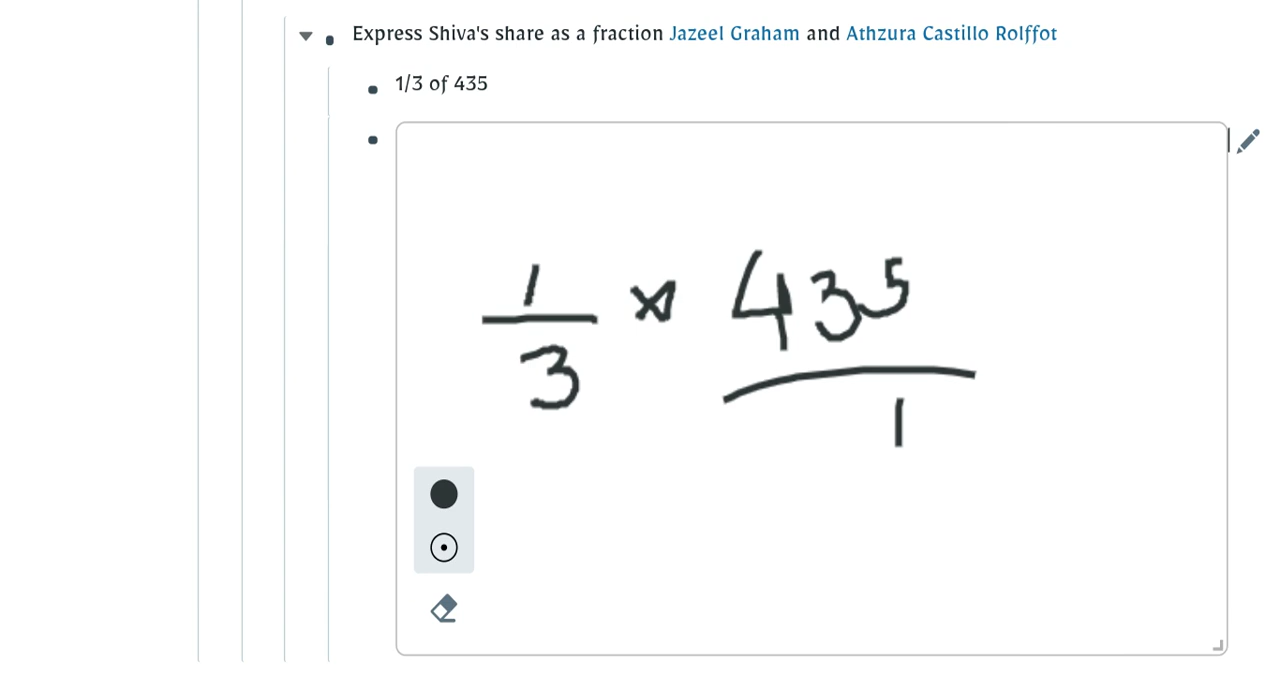 Express Shiva's share as a fraction Jazeel Graham and Athzura Castillo Rolffot
1/3 of 435
1/3 × 435/1